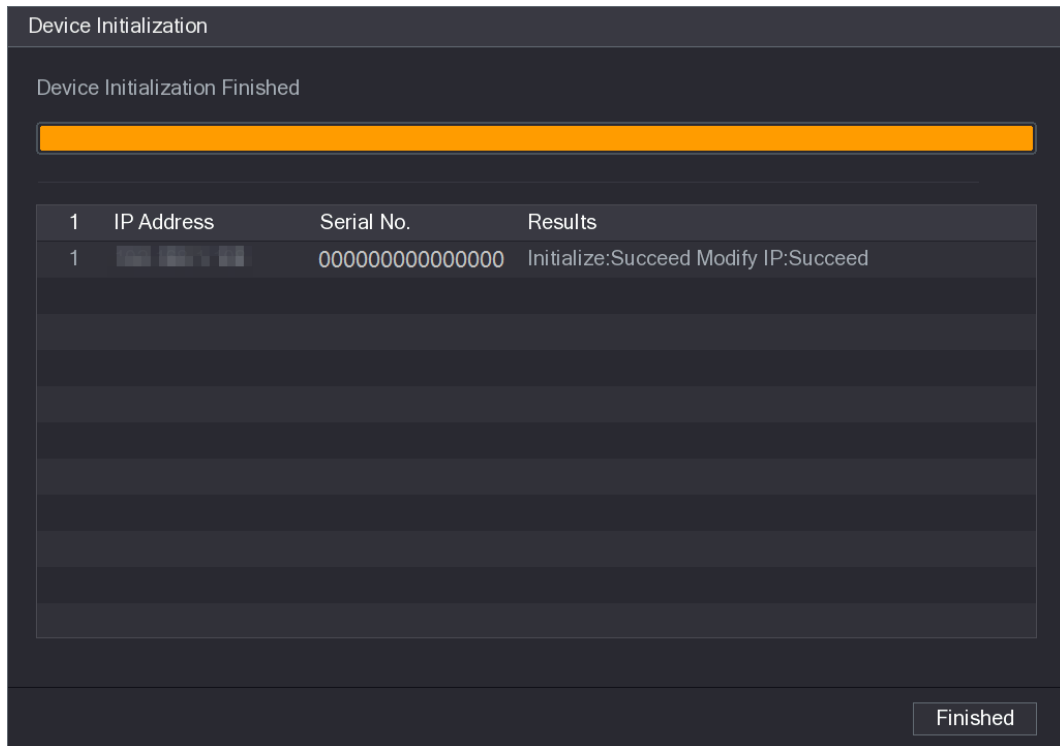 Device Initialization
Device Initialization Finished
1 IP Address Serial No. Results
1 000000000000000 Initialize:Succeed Modify IP:Succeed
Finished